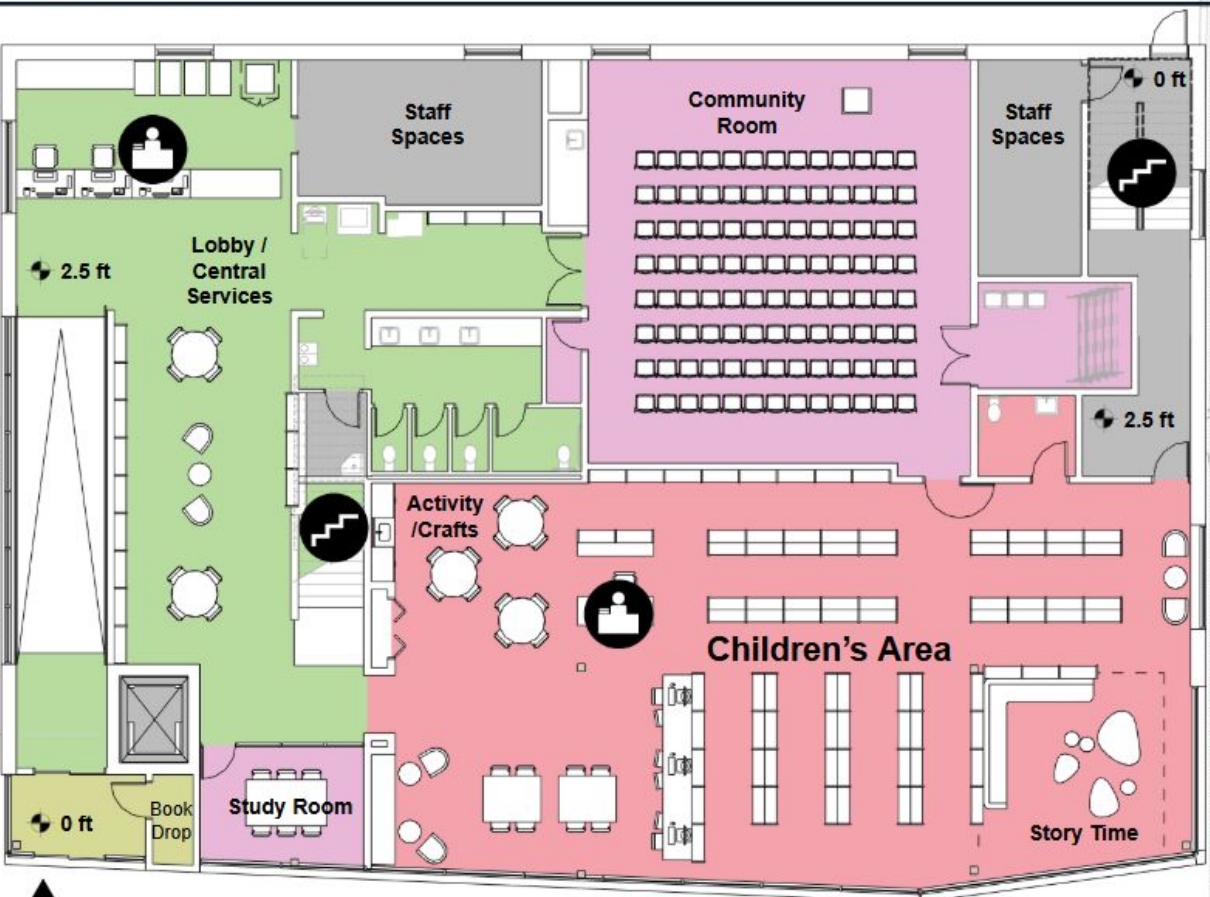 Staff
Spaces
Community
Room
Staff
Spaces
0 ft
Lobby /
Central
Services
2.5 ft
2.5 ft
Activity
/Crafts
Children's Area
Study Room
Story Time
Book
Drop
0 ft